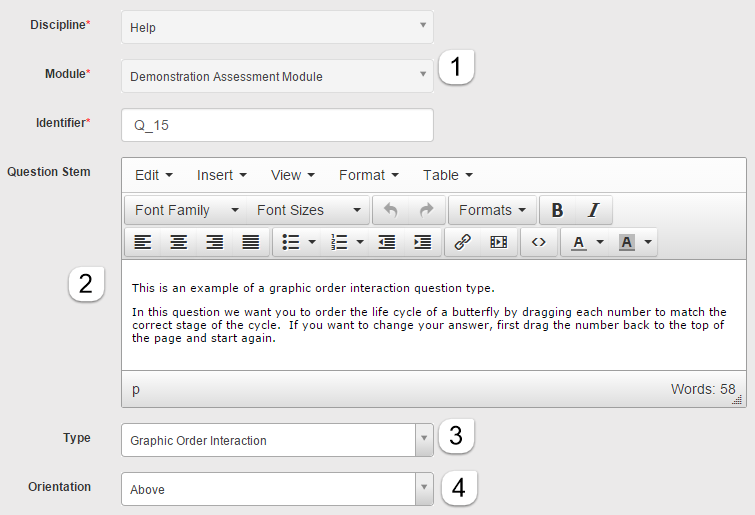 Discipline* Help
Module* Demonstration Assessment Module 1
Identifier* Q_15
Question Stem
Edit Insert View Format Table
Font Family Font Sizes Formats B I
A A
2
This is an example of a graphic order interaction question type.
In this question we want you to order the life cycle of a butterfly by dragging each number to match the
correct stage of the cycle. If you want to change your answer, first drag the number back to the top of
the page and start again.
p Words: 58
Type Graphic Order Interaction 3
Orientation Above 4